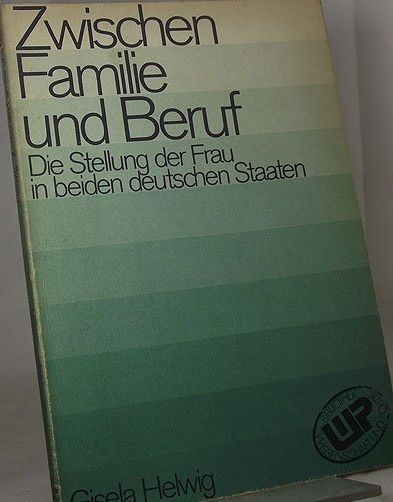 Zwischen
Familie
und Beruf
Die Stellung der Frau
in beiden deutschen Staaten
Gisela Helwig